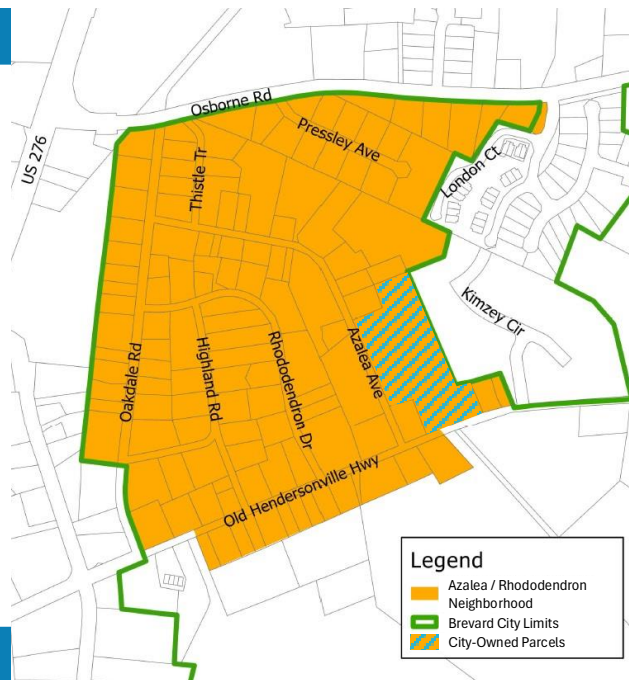 Osborne Rd
Pressley Ave
US 276
Thistle Tr
London Ct
Kimzey Cir
Azalea Ave
Rhododendron Dr
Highland Rd
Oakdale Rd
Old Hendersonville Hwy
Legend
Azalea / Rhododendron
Neighborhood
Brevard City Limits
City-Owned Parcels